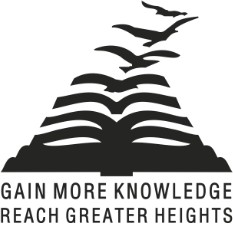 GAIN MORE KNOWLEDGE
REACH GREATER HEIGHTS